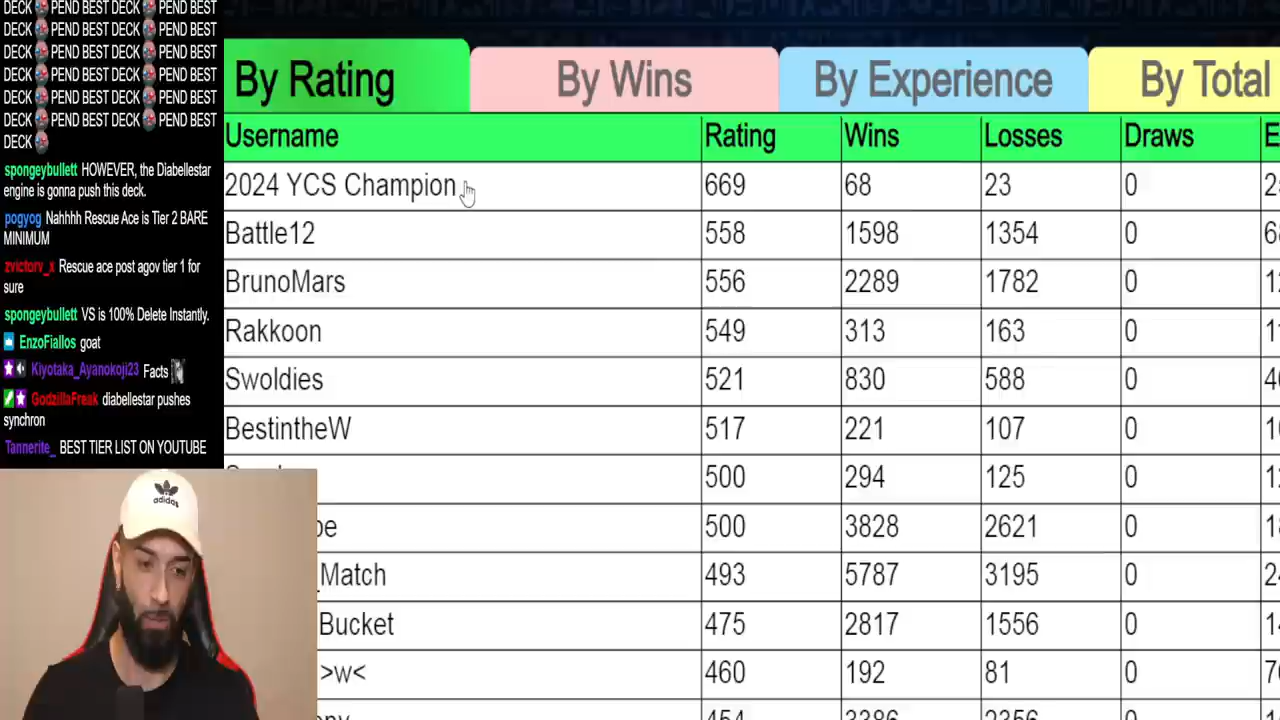 DECK PEND BEST DECK PEND BEST
DECK PEND BEST DECK PEND BEST
DECK PEND BEST DECK PEND BEST
DECK PEND BEST DECK PEND BEST
DECK PEND BEST DECK PEND BEST
DECK PEND BEST DECK PEND BEST
DECK
spongeybullett HOWEVER, the Diabellestar
engine is gonna push this deck.
pogyog Nahhhh Rescue Ace is Tier 2 BARE
MINIMUM
zvictory_x Rescue ace post agov tier 1 for
sure
spongeybullett VS is 100% Delete Instantly.
EnzoFiallos goat
Kiyotaka_Ayanokoji23 Facts
GodzillaFreak diabellestar pushes
synchron
Tannerite_ BEST TIER LIST ON YOUTUBE
adidas
By Rating By Wins By Experience By Total
Username Rating Wins Losses Draws
2024 YCS Champion 669 68 23 0
Battle12 558 1598 1354 0
BrunoMars 556 2289 1782 0
Rakkoon 549 313 163 0
Swoldies 521 830 588 0
BestintheW 517 221 107 0
500 294 125 0
500 3828 2621 0
_Match 493 5787 3195 0
Bucket 475 2817 1556 0
>w< 460 192 81 0
454 3386 2356 0